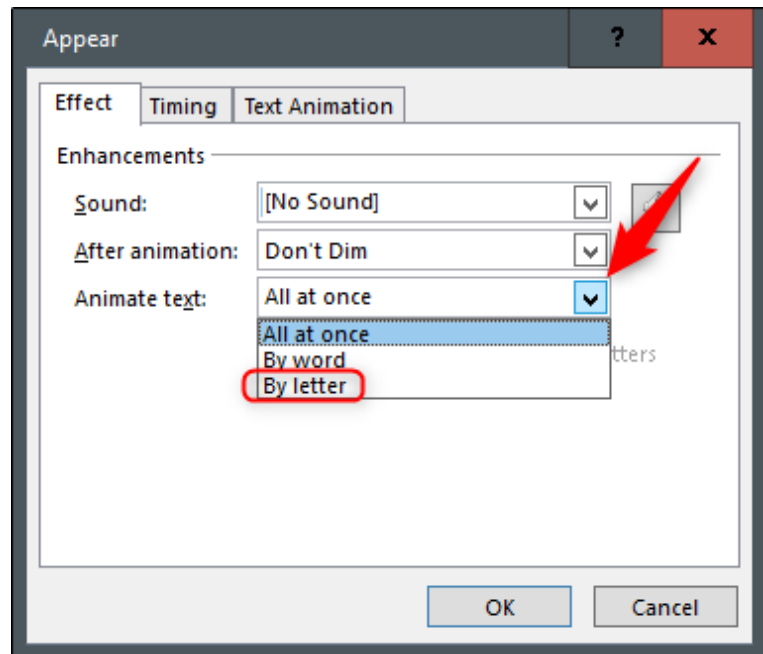 Appear ? x
Effect Timing Text Animation
Enhancements
Sound: [No Sound]
After animation: Don't Dim
Animate text: All at once
All at once
By word
By letter
OK Cancel